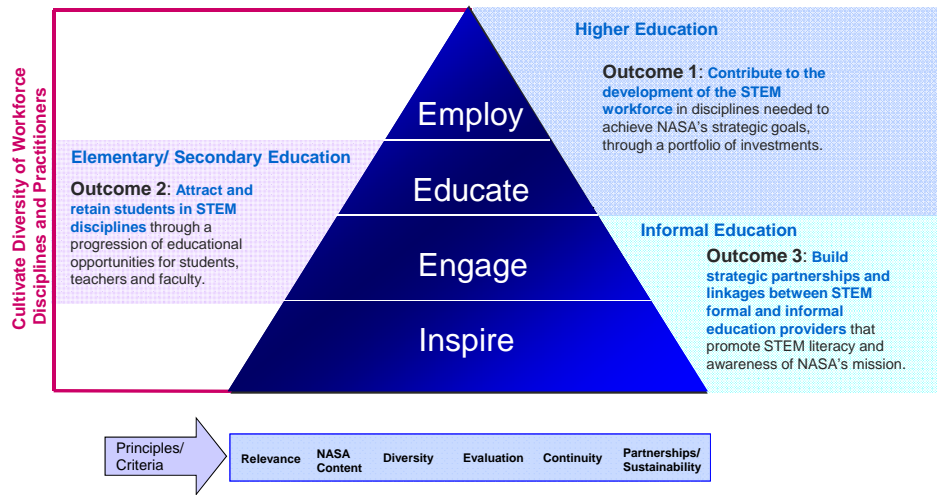 Cultivate Diversity of Workforce
Disciplines and Practitioners
Higher Education
Outcome 1: Contribute to the
development of the STEM
workforce in disciplines needed to
achieve NASA's strategic goals,
through a portfolio of investments.
Elementary/ Secondary Education
Outcome 2: Attract and
retain students in STEM
disciplines through a
progression of educational
opportunities for students,
teachers and faculty.
Employ
Educate
Engage
Inspire
Informal Education
Outcome 3: Build
strategic partnerships and
linkages between STEM
formal and informal
education providers that
promote STEM literacy and
awareness of NASA's mission.
Principles/
Criteria
Relevance
NASA
Content
Diversity
Evaluation
Continuity
Partnerships/
Sustainability